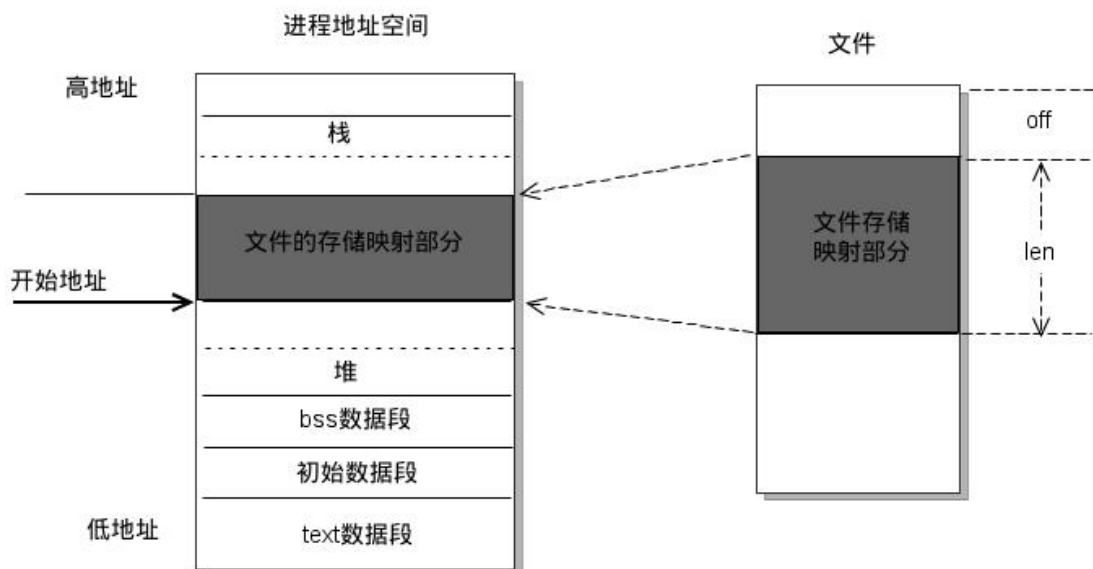 进程地址空间
文件
高地址
off
栈
文件的存储映射部分
文件存储
映射部分
len
开始地址
堆
bss数据段
初始数据段
低地址
text数据段